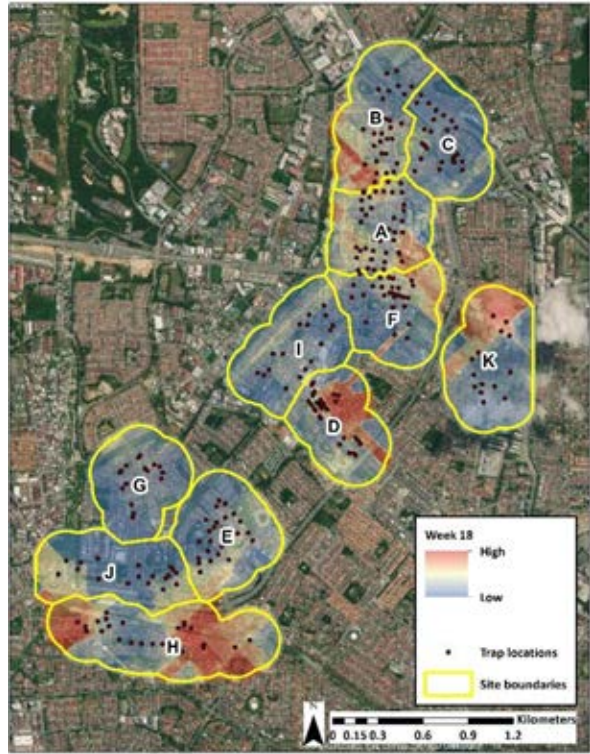 B
C
A
F
I
K
D
G
E
J
H
Week 18
High
Low
Trap locations
Site boundaries
N
Kilometers
0 0.15 0.3 0.6 0.9 1.2